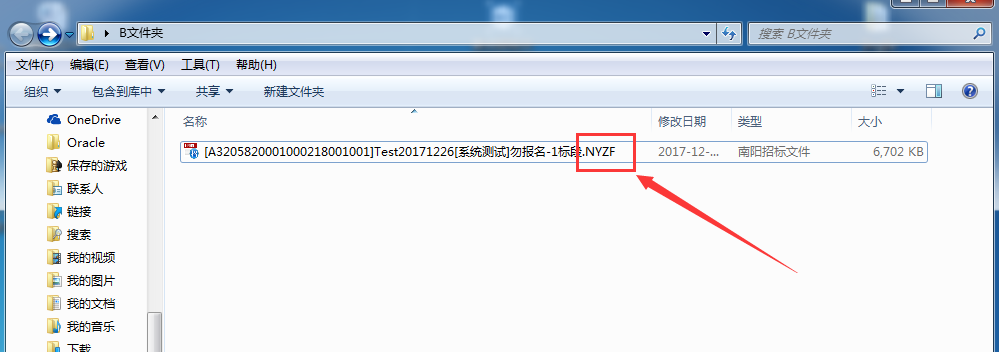 B文件夹
搜索 B文件夹
文件(F) 编辑(E) 查看(V) 工具(T) 帮助(H)
组织 包含到库中 共享 新建文件夹
名称 修改日期 类型 大小
OneDrive
Oracle
[A3205820001000218001001]Test20171226[系统测试]勿报名-1标段.NYZF 2017-12-... 南阳招标文件 6,702 KB
保存的游戏
联系人
链接
搜索
我的视频
我的图片
我的文档
我的音乐
下载